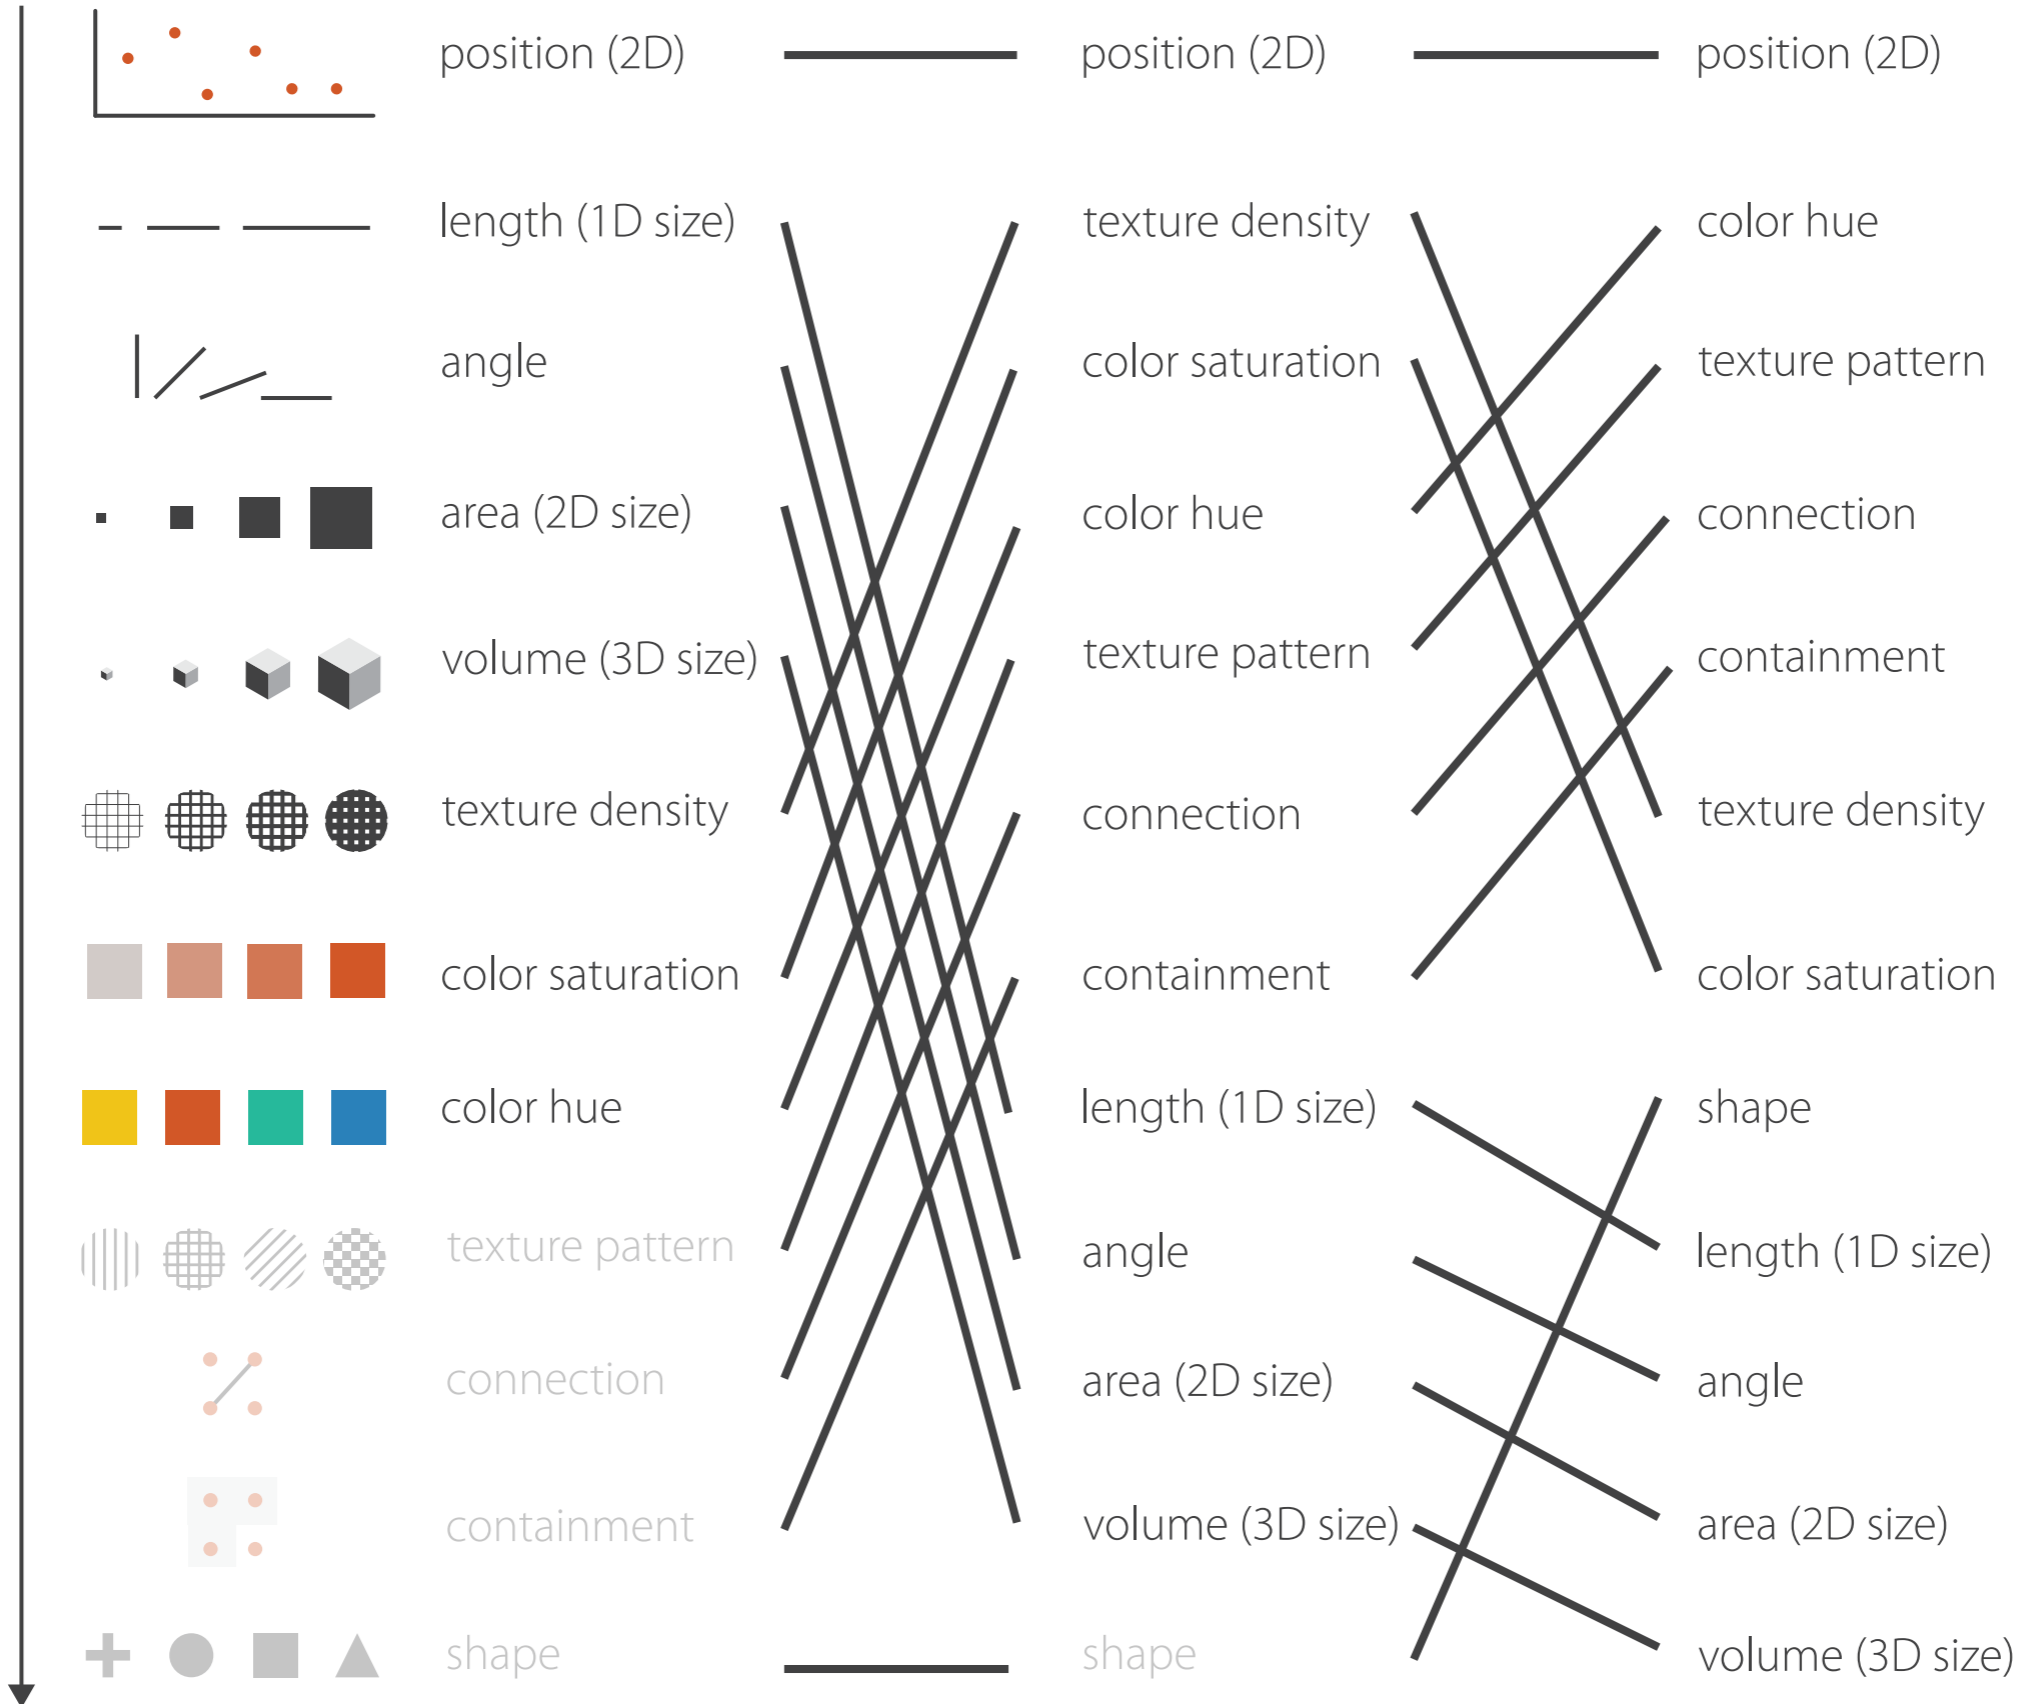 position (2D) position (2D) position (2D)
length (1D size) texture density color hue
angle color saturation texture pattern
area (2D size) color hue connection
volume (3D size) texture pattern containment
texture density connection texture density
color saturation containment color saturation
color hue length (1D size) shape
texture pattern angle length (1D size)
connection area (2D size) angle
containment volume (3D size) area (2D size)
shape shape volume (3D size)